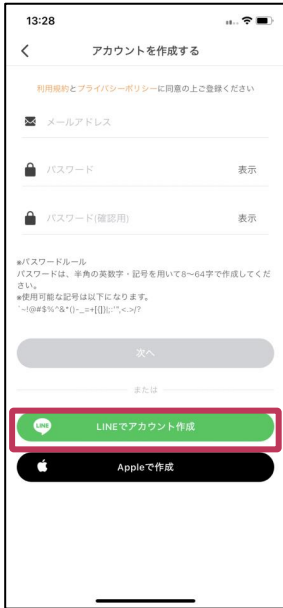 13:28
アカウントを作成する
利用規約とプライバシーポリシーに同意の上ご登録ください
メールアドレス
パスワード
表示
パスワード(確認用)
表示
※パスワードルール
パスワードは、半角の英数字・記号を用いて8〜64字で作成してくだ
さい。
※使用可能な記号は以下になります。
`~!@#$%^&*()-_=+[{]}|;:'",<.>/?
次へ
または
LINE
LINEでアカウント作成
Appleで作成